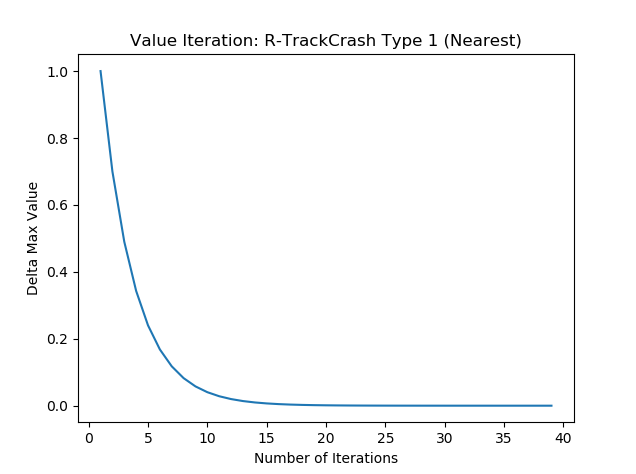 Value Iteration: R-TrackCrash Type 1 (Nearest)
1.0
0.8
0.6
0.4
0.2
0.0
Delta Max Value
0 5 10 15 20 25 30 35 40
Number of Iterations